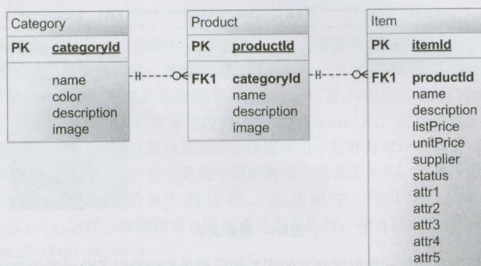 Category
PK categoryId
name
color
description
image
Product
PK productId
FK1 categoryId
name
description
image
Item
PK itemId
FK1 productId
name
description
listPrice
unitPrice
supplier
status
attr1
attr2
attr3
attr4
attr5